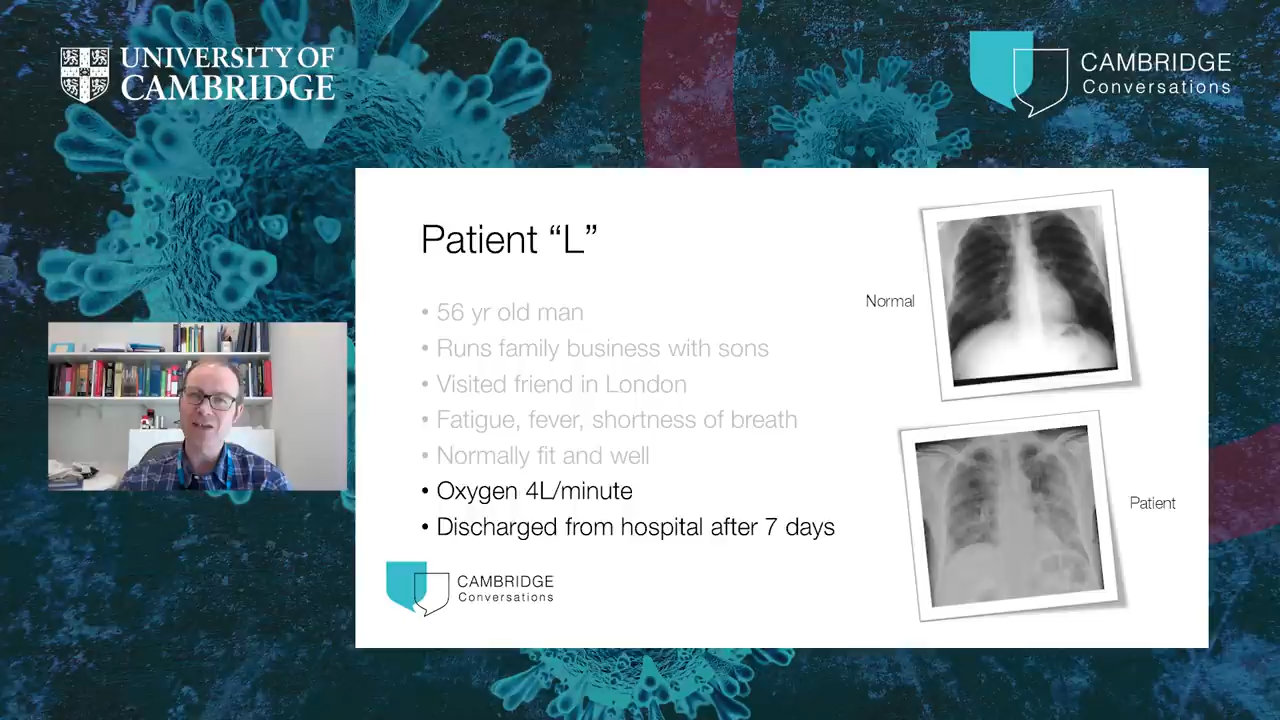 UNIVERSITY OF
CAMBRIDGE
CAMBRIDGE
Conversations
Patient “L”
• 56 yr old man
• Runs family business with sons
• Visited friend in London
• Fatigue, fever, shortness of breath
• Normally fit and well
• Oxygen 4L/minute
• Discharged from hospital after 7 days
Normal
Patient
CAMBRIDGE
Conversations